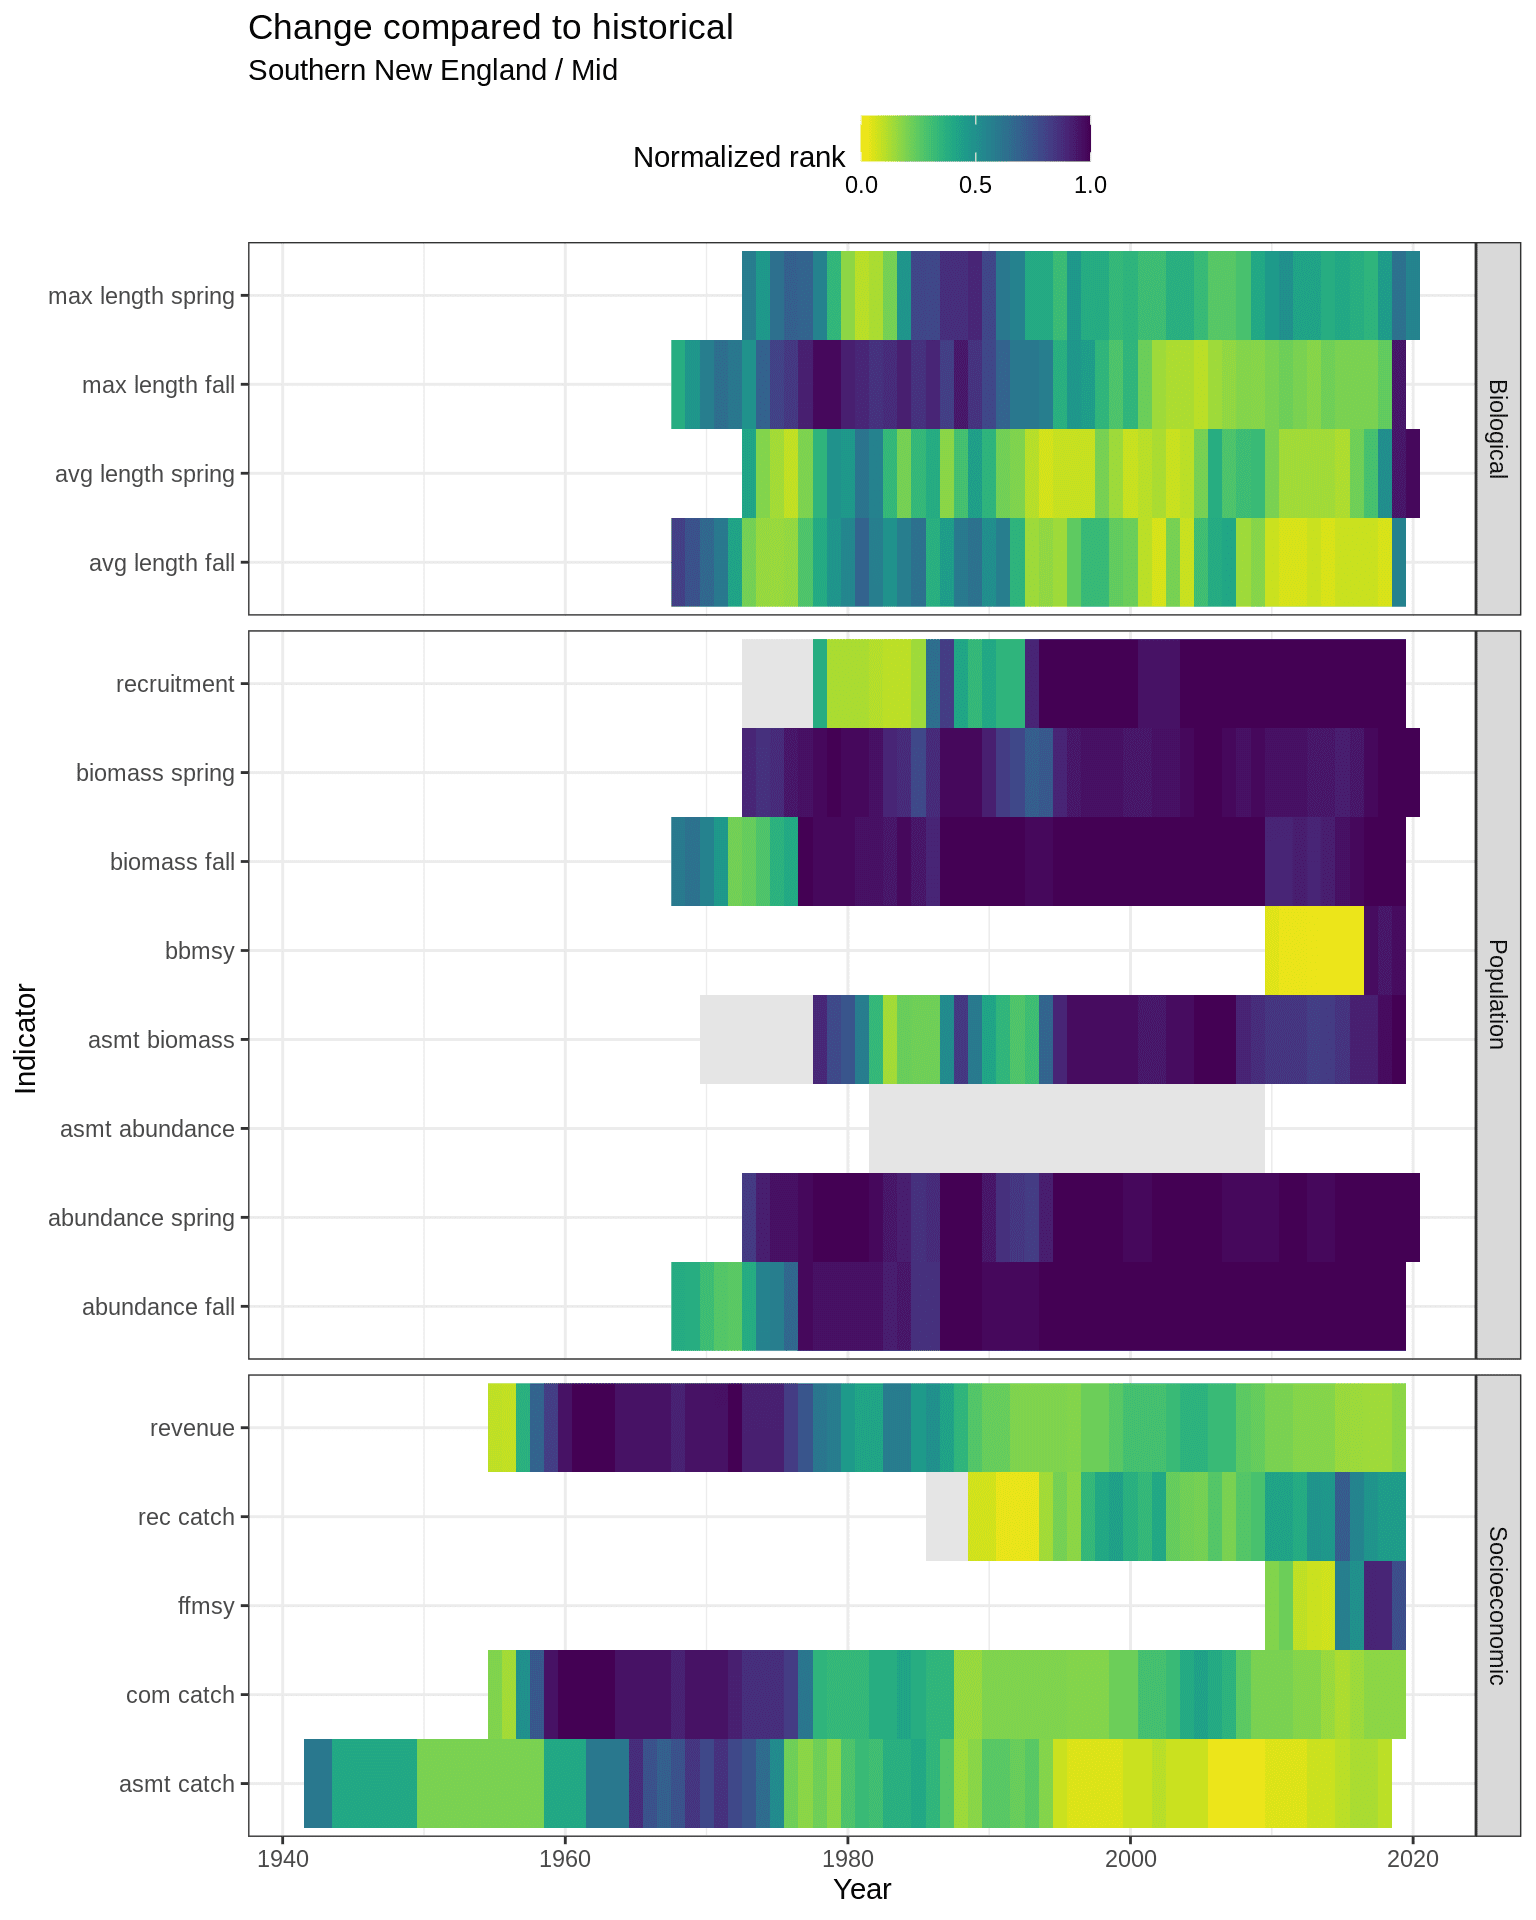 Change compared to historical
Southern New England / Mid
Normalized rank
0.0 0.5 1.0
max length spring
max length fall
avg length spring
avg length fall
Biological
recruitment
biomass spring
biomass fall
bbmsy
asmt biomass
asmt abundance
abundance spring
abundance fall
Population
revenue
rec catch
ffmsy
com catch
asmt catch
Socioeconomic
Indicator
1940 1960 1980 2000 2020
Year